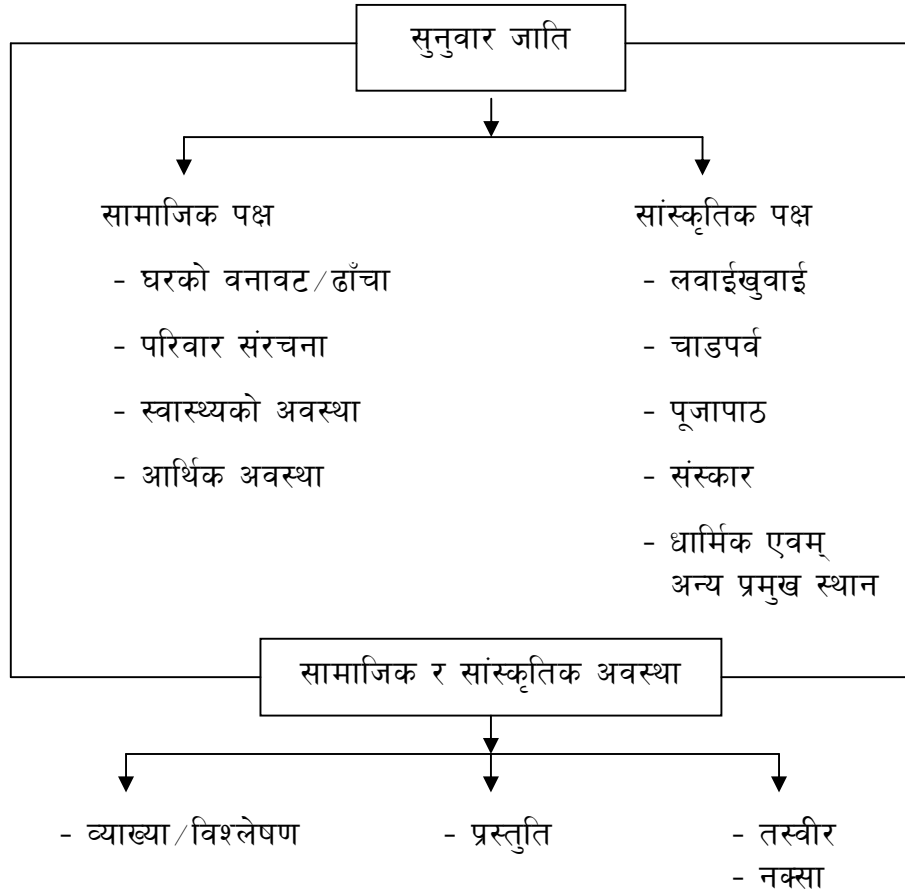 सुनुवार जाति
सामाजिक पक्ष
- घरको वनावट/ढाँचा
- परिवार संरचना
- स्वास्थ्यको अवस्था
- आर्थिक अवस्था
सांस्कृतिक पक्ष
- लवाईखुवाई
- चाडपर्व
- पूजापाठ
- संस्कार
- धार्मिक एवम्
अन्य प्रमुख स्थान
सामाजिक र सांस्कृतिक अवस्था
- व्याख्या/विश्लेषण
- प्रस्तुति
- तस्वीर
- नक्सा